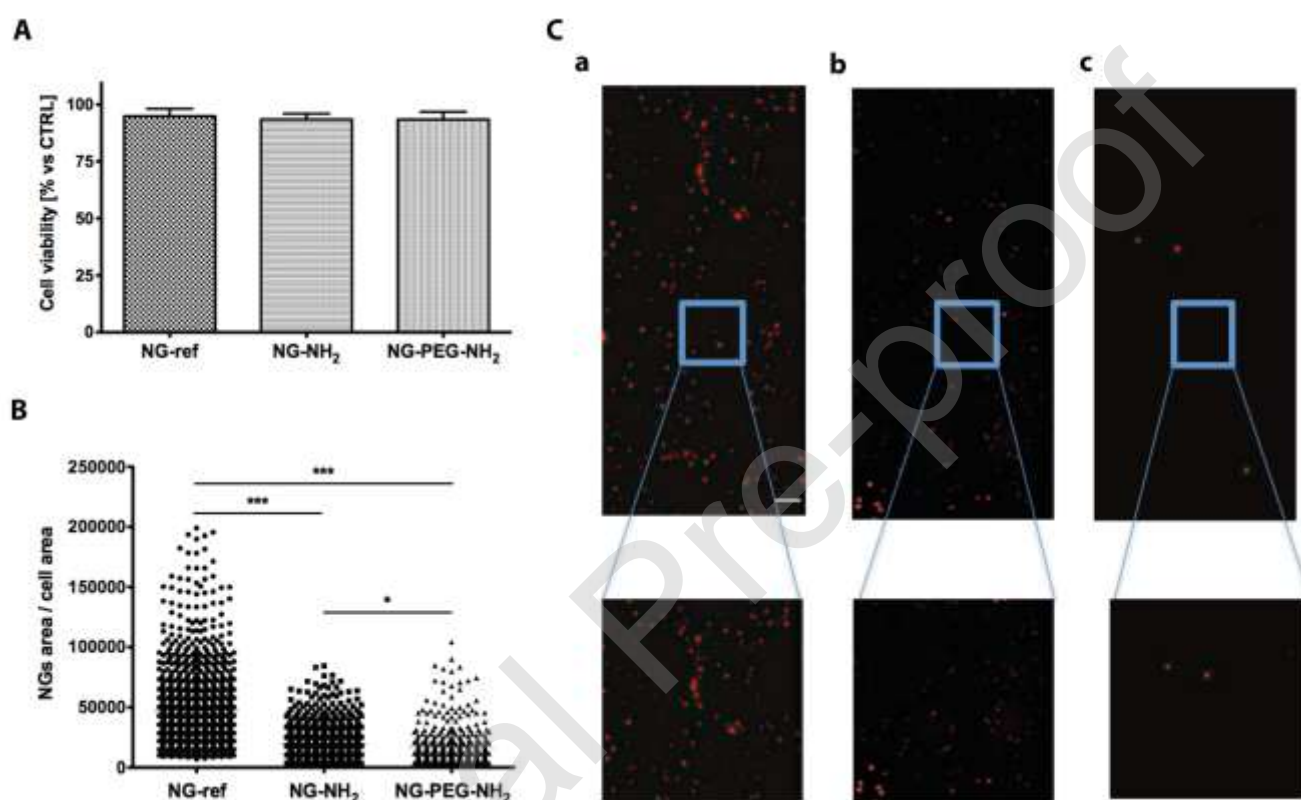 A
Cell viability [% vs CTRL]
100
75
50
25
0
NG-ref NG-NH₂ NG-PEG-NH₂
B
NGs area / cell area
250000
200000
150000
100000
50000
0
***
***
*
NG-ref NG-NH₂ NG-PEG-NH₂
C
a b c
al Pre-proof